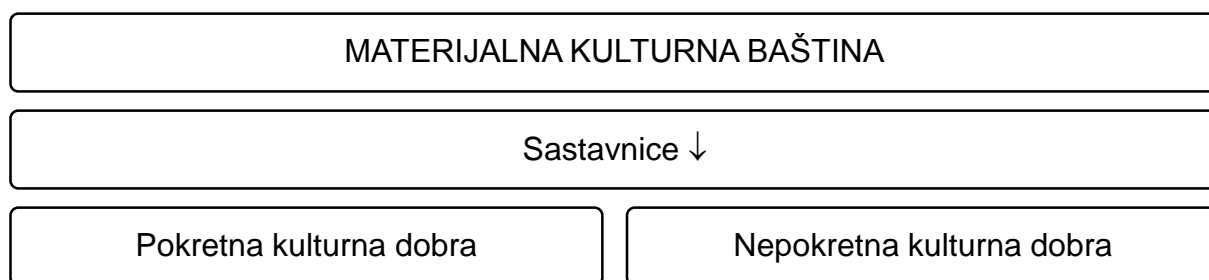 MATERIJALNA KULTURNA BAŠTINA
Sastavnice ↓
Pokretna kulturna dobra
Nepokretna kulturna dobra